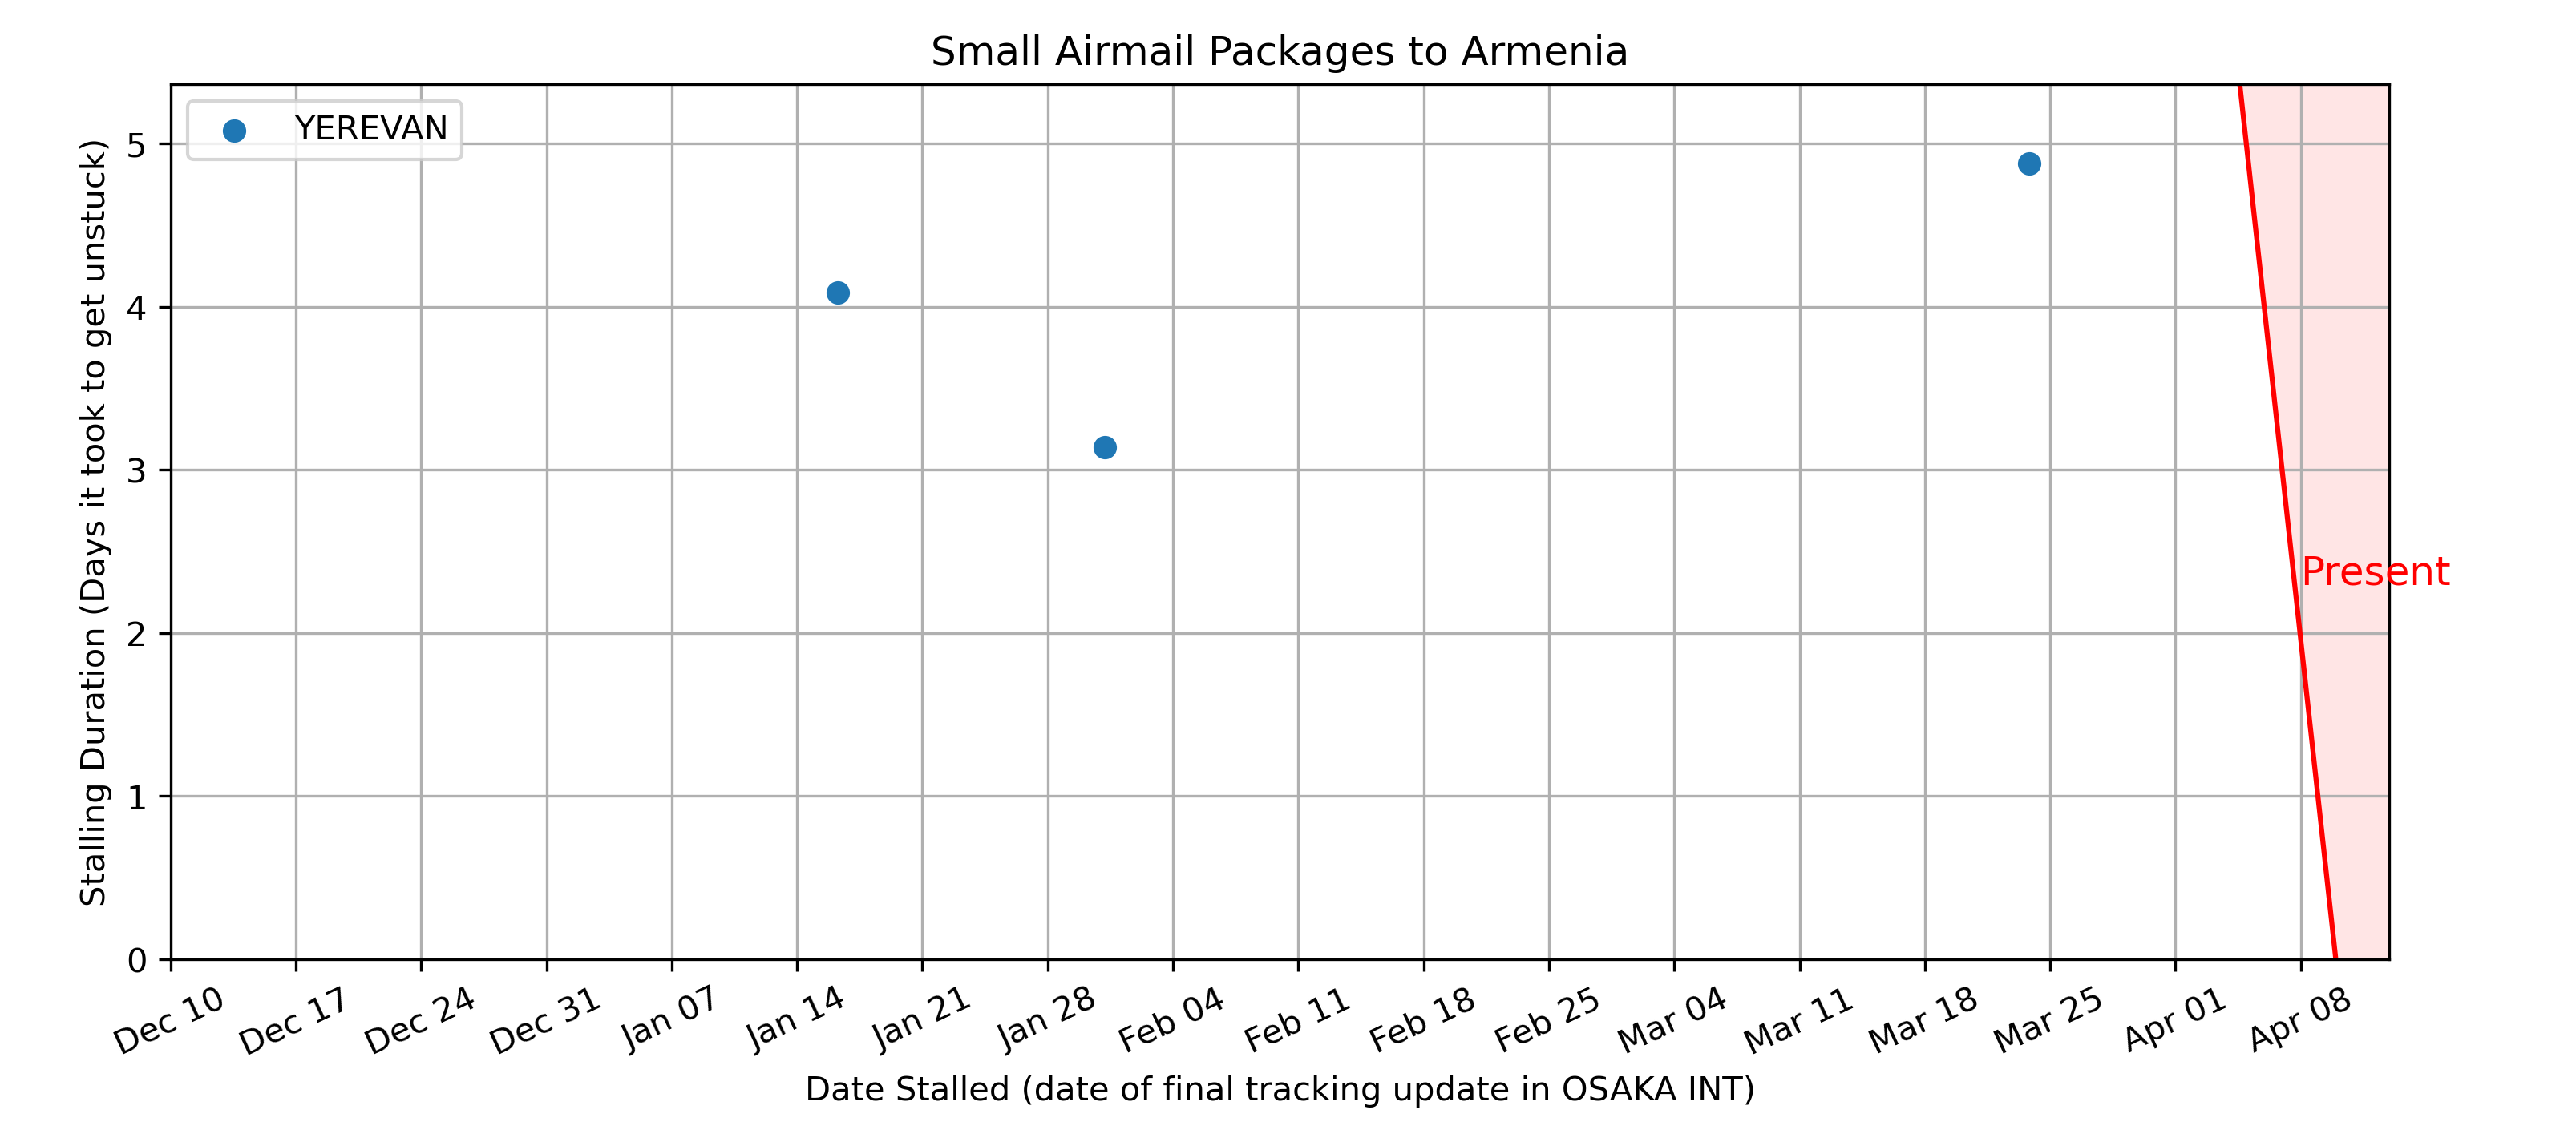 Small Airmail Packages to Armenia
YEREVAN
Stalling Duration (Days it took to get unstuck)
5
4
3
2
1
0
Present
Dec 10
Dec 17
Dec 24
Dec 31
Jan 07
Jan 14
Jan 21
Jan 28
Feb 04
Feb 11
Feb 18
Feb 25
Mar 04
Mar 11
Mar 18
Mar 25
Apr 01
Apr 08
Date Stalled (date of final tracking update in OSAKA INT)